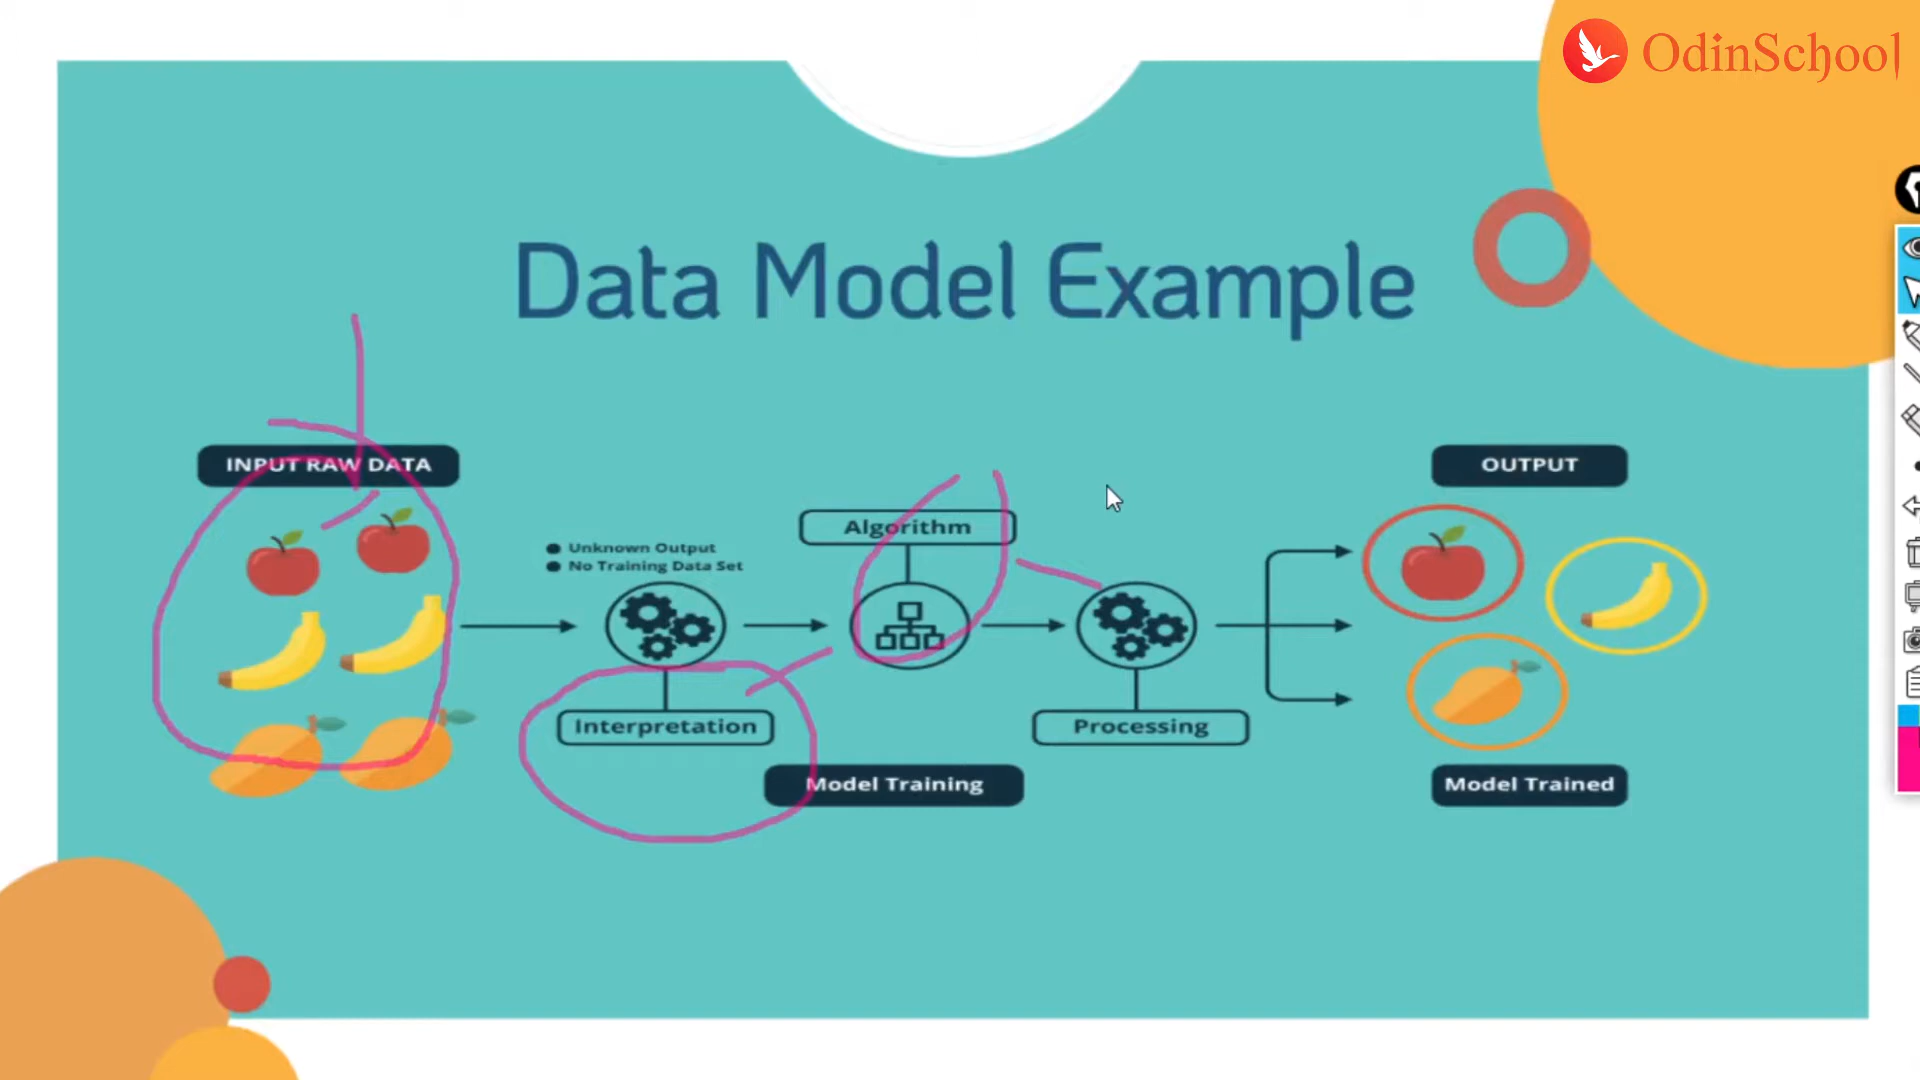 OdinSchool
Data Model Example
INPUT RAW DATA
Unknown Output
No Training Data Set
Interpretation
Algorithm
Model Training
Processing
OUTPUT
Model Trained